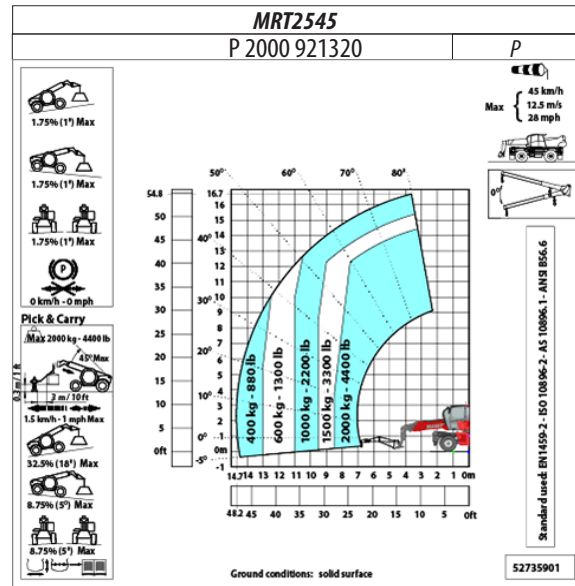 MRT2545
P 2000 921320
P
1.75% (1°) Max
1.75% (1°) Max
1.75% (1°) Max
P
0 km/h - 0 mph
Pick & Carry
Max 2000 kg - 4400 lb
45° Max
0.3 m/1 ft
3 m / 10 ft
1.5 km/h - 1 mph Max
32.5% (18°) Max
8.75% (5°) Max
8.75% (5°) Max
Max
45 km/h
12.5 m/s
28 mph
0°
50° 60° 70° 80°
40°
30°
20°
10°
0°
-5°
54.8
50
45
40
35
30
25
20
15
10
5
0ft
16.7
16
15
14
13
12
11
10
9
8
7
6
5
4
3
2
1
0m
-1
400 kg - 880 lb
600 kg - 1300 lb
1000 kg - 2200 lb
1500 kg - 3300 lb
2000 kg - 4400 lb
14.7 14 13 12 11 10 9 8 7 6 5 4 3 2 1 0m
48.2 45 40 35 30 25 20 15 10 5 0ft
Standard used: EN1459-2 - ISO 10896-2 - AS 10896.1 - ANSI B56.6
Ground conditions: solid surface
52735901